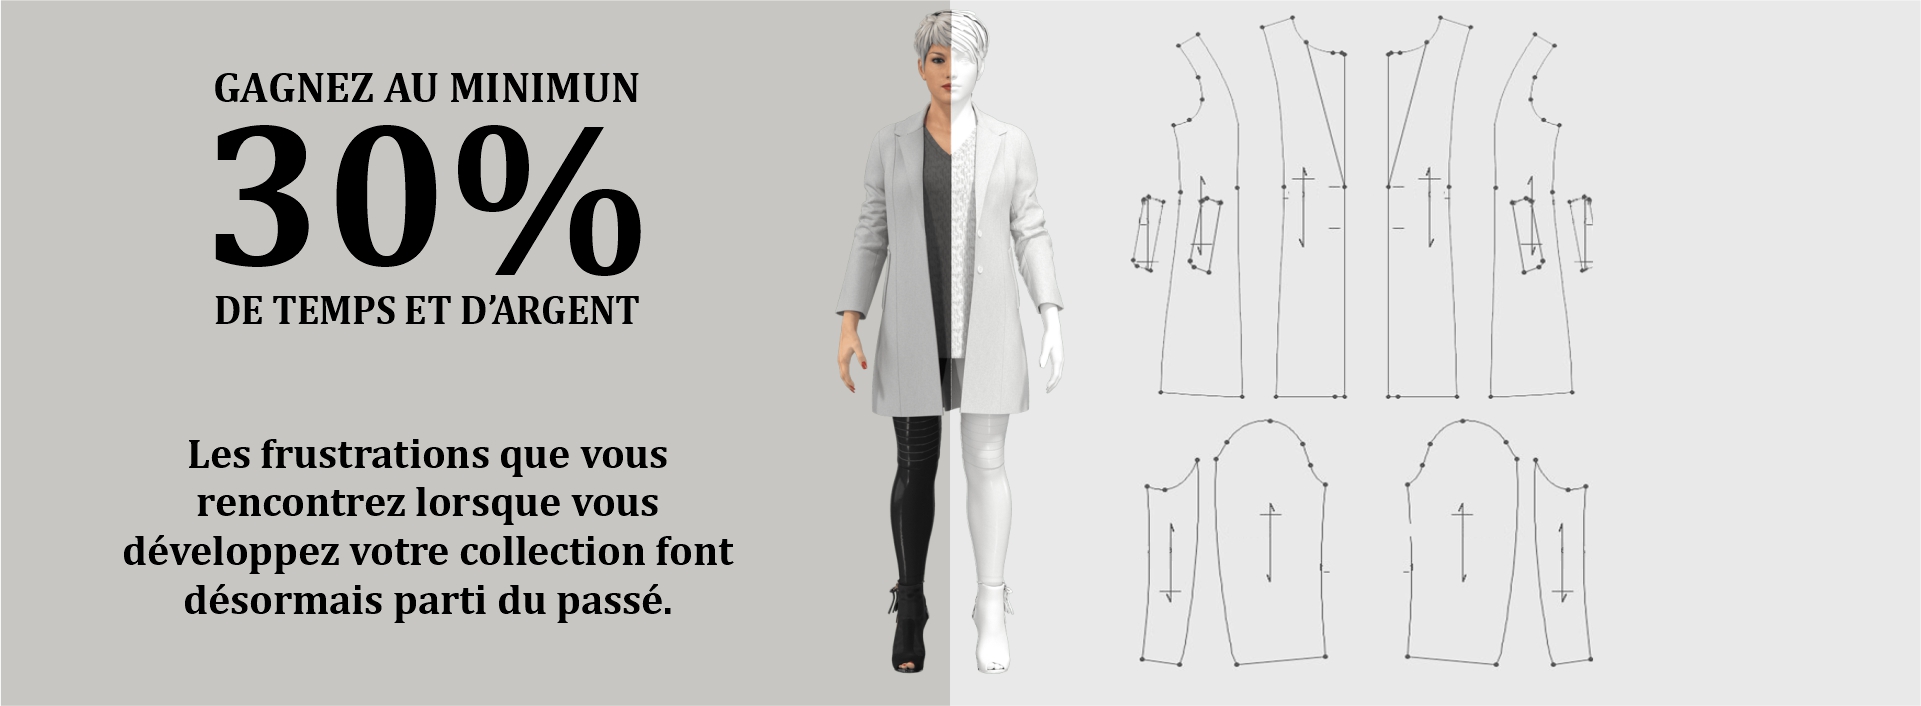 GAGNEZ AU MINIMUN
30%
DE TEMPS ET D’ARGENT
Les frustrations que vous
rencontrez lorsque vous
développez votre collection font
désormais parti du passé.